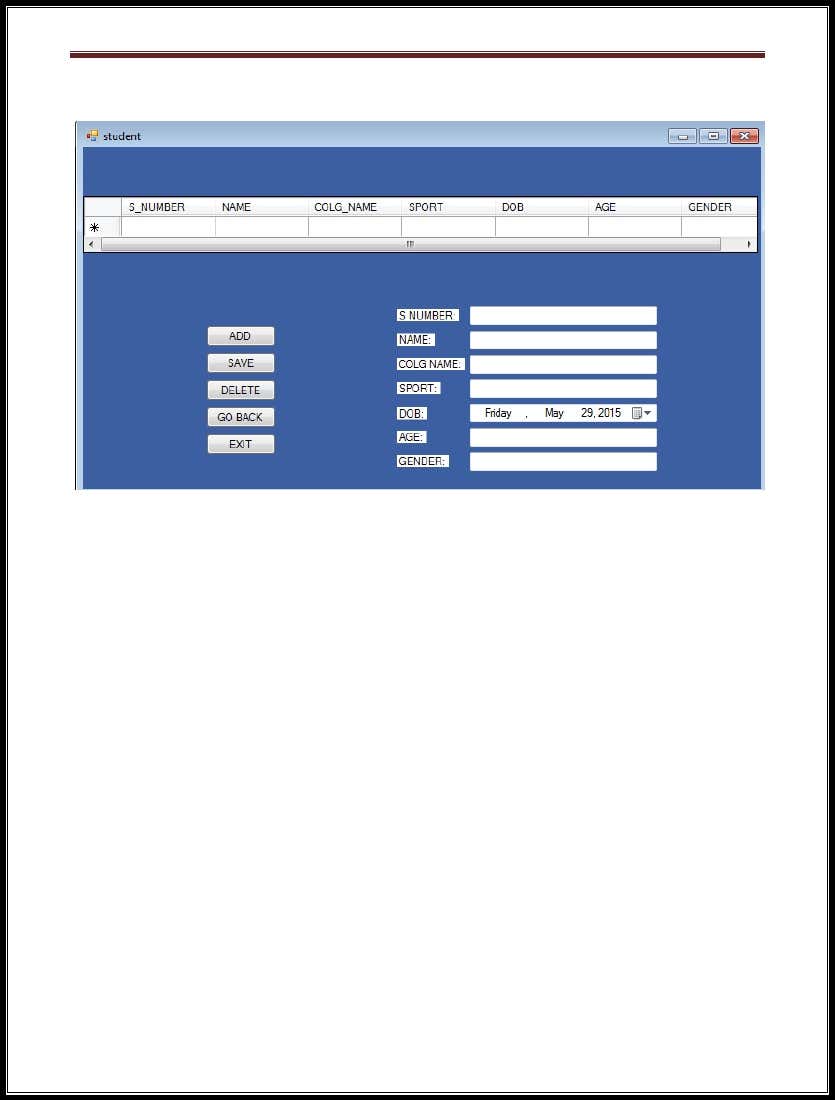 student
S_NUMBER NAME COLG_NAME SPORT DOB AGE GENDER
ADD
SAVE
DELETE
GO BACK
EXIT
S NUMBER:
NAME:
COLG NAME:
SPORT:
DOB: Friday , May 29, 2015
AGE:
GENDER: